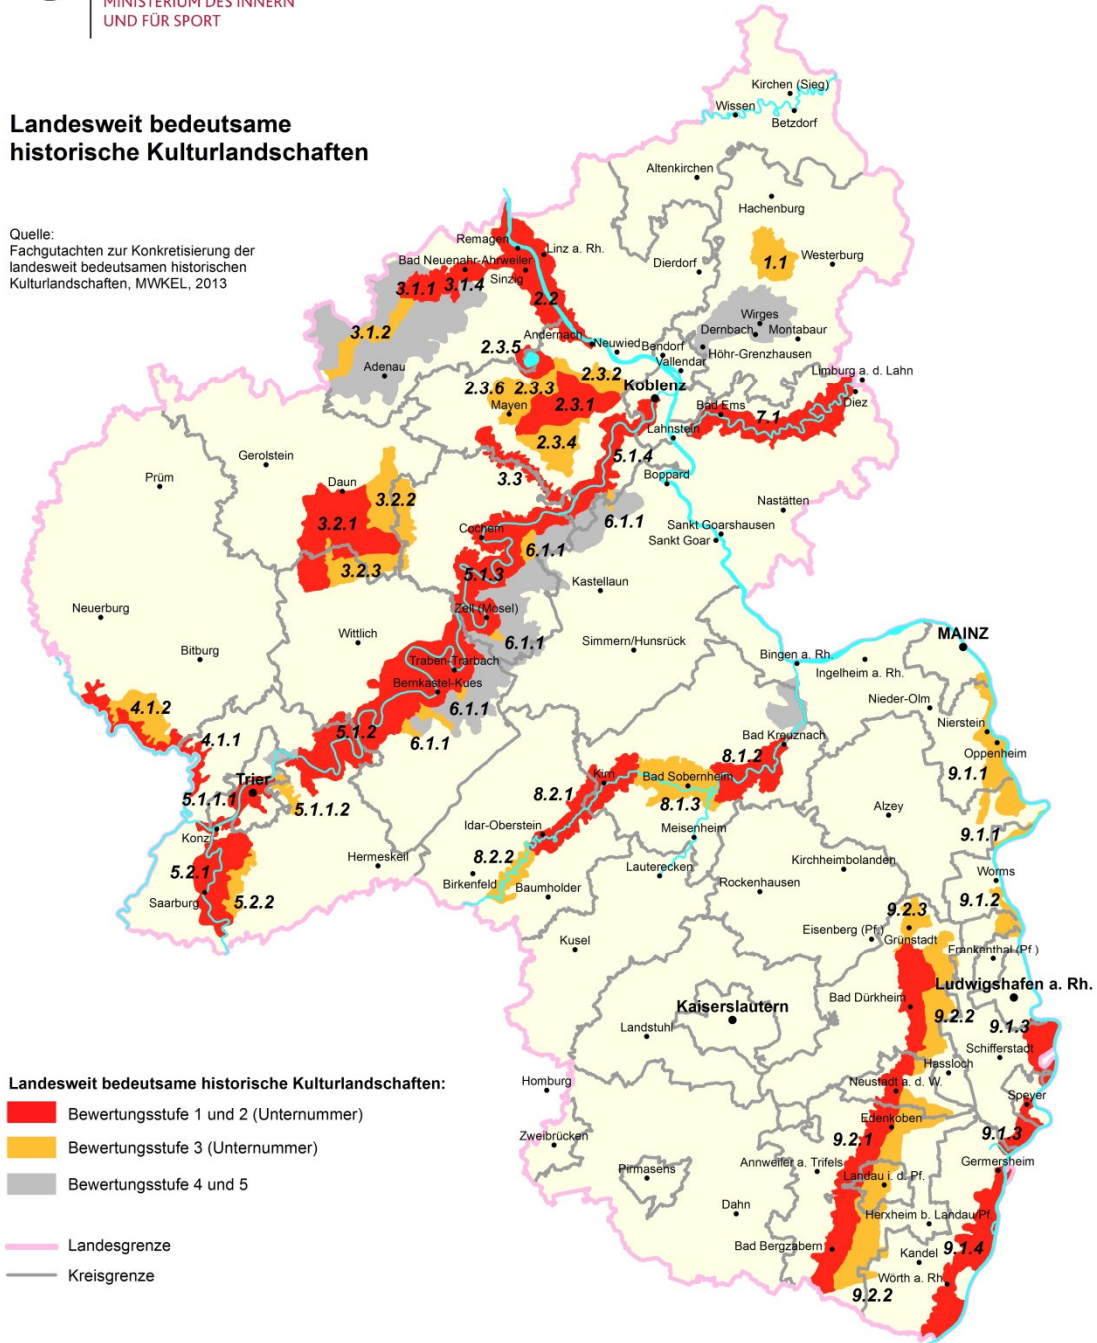 MINISTERIUM DES INNERN
UND FÜR SPORT
Landesweit bedeutsame
historische Kulturlandschaften
Quelle:
Fachgutachten zur Konkretisierung der
landesweit bedeutsamen historischen
Kulturlandschaften, MWKEL, 2013
Kirchen (Sieg)
Wissen
Betzdorf
Altenkirchen
Hachenburg
Remagen
Linz a. Rh.
Bad Neuenahr-Ahrweiler
Sinzig
Dierdorf
1.1
Westerburg
3.1.1
3.1.4
2.2
3.1.2
Wirges
Dernbach
Montabaur
Andernach
Neuwied
Bendorf
Höhr-Grenzhausen
Adenau
2.3.5
Vallendar
2.3.2
Limburg a. d. Lahn
2.3.6
2.3.3
Koblenz
Diez
Mayen
2.3.1
Bad Ems
7.1
2.3.4
Lahnstein
5.1.4
Gerolstein
3.3
Boppard
Prüm
Daun
3.2.2
Nastätten
3.2.1
6.1.1
Sankt Goarshausen
Cochem
Sankt Goar
6.1.1
3.2.3
5.1.3
Kastellaun
Neuerburg
Zell (Mosel)
Wittlich
6.1.1
Simmern/Hunsrück
MAINZ
Bitburg
Traben-Trarbach
Bingen a. Rh.
Ingelheim a. Rh.
Bernkastel-Kues
4.1.2
6.1.1
Nieder-Olm
Nierstein
5.1.2
6.1.1
4.1.1
Bad Kreuznach
Oppenheim
8.1.2
9.1.1
Trier
Kirn
Bad Sobernheim
5.1.1.1
8.2.1
5.1.1.2
8.1.3
Alzey
Konz
Idar-Oberstein
Meisenheim
9.1.1
8.2.2
Kirchheimbolanden
5.2.1
Hermeskeil
Lauterecken
Birkenfeld
Baumholder
Rockenhausen
Worms
Saarburg
5.2.2
9.1.2
9.2.3
Eisenberg (Pf.)
Grünstadt
Kusel
Frankenthal (Pf.)
Ludwigshafen a. Rh.
Kaiserslautern
Bad Dürkheim
9.2.2
Landstuhl
9.1.3
Schifferstadt
Hassloch
Homburg
Neustadt a. d. W.
Speyer
Edenkoben
Zweibrücken
9.2.1
9.1.3
Annweiler a. Trifels
Germersheim
Pirmasens
Landau i. d. Pf.
Dahn
Herxheim b. Landau/Pf.
Bad Bergzabern
Kandel
9.1.4
Wörth a. Rh.
9.2.2
Landesweit bedeutsame historische Kulturlandschaften:
Bewertungsstufe 1 und 2 (Unternummer)
Bewertungsstufe 3 (Unternummer)
Bewertungsstufe 4 und 5
Landesgrenze
Kreisgrenze